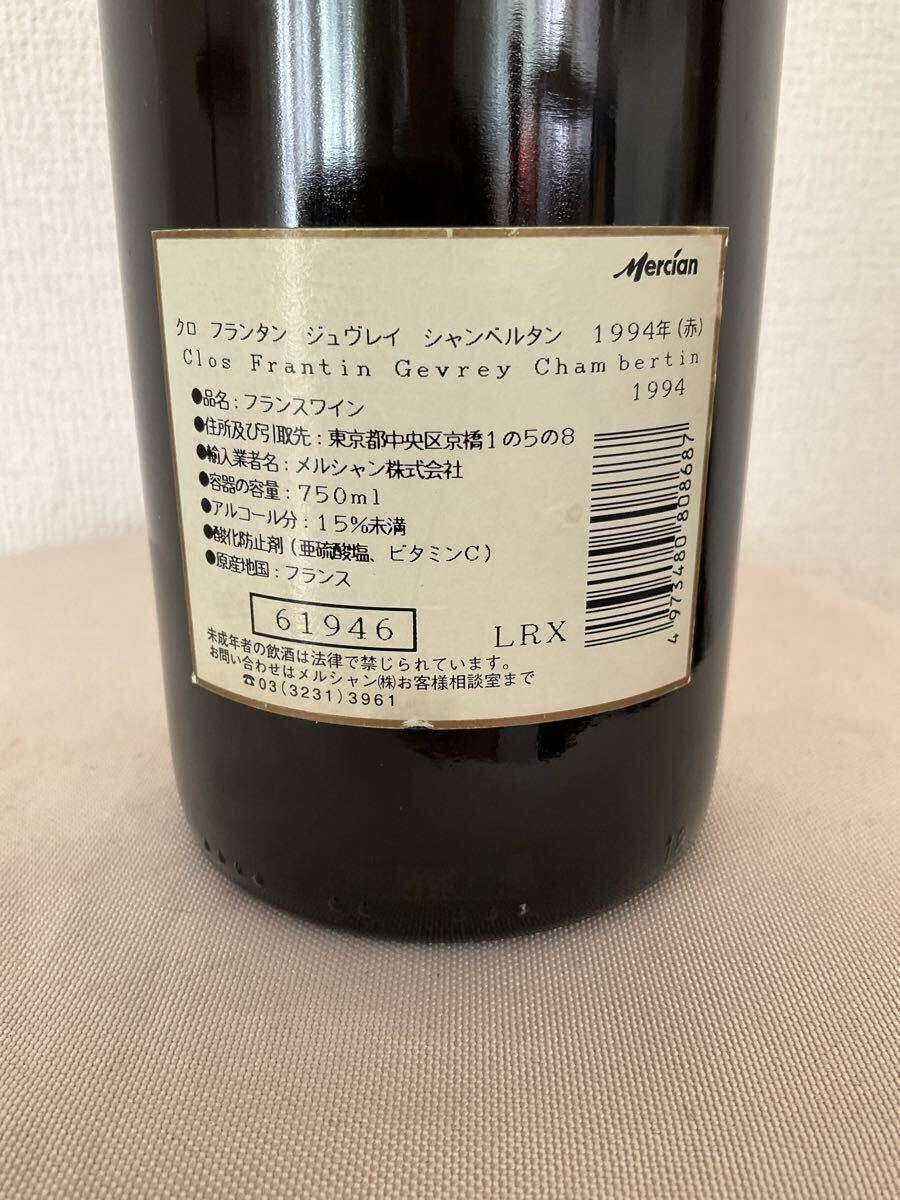 Mercian
クロ フランタン ジュヴレイ シャンベルタン 1994年(赤)
Clos Frantin Gevrey Chambertin
1994
●品名:フランスワイン
●住所及び引取先:東京都中央区京橋1の5の8
●輸入業者名:メルシャン株式会社
●容器の容量:750ml
●アルコール分:15%未満
●酸化防止剤(亜硫酸塩、ビタミンC)
●原産地国:フランス
61946
LRX
4973480808687
未成年者の飲酒は法律で禁じられています。
お問い合わせはメルシャン㈱お客様相談室まで
☎03(3231)3961